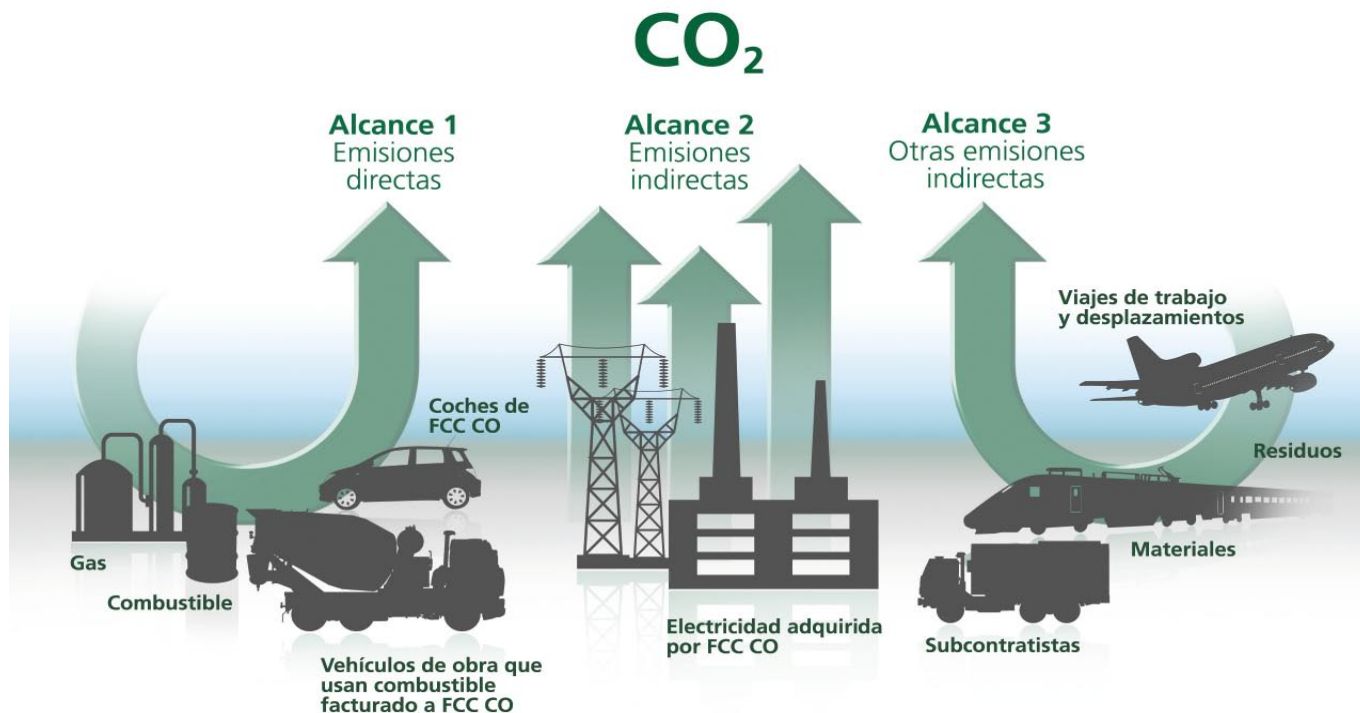 CO₂
Alcance 1
Emisiones
directas
Alcance 2
Emisiones
indirectas
Alcance 3
Otras emisiones
indirectas
Gas
Combustible
Coches de
FCC CO
Vehículos de obra que
usan combustible
facturado a FCC CO
Electricidad adquirida
por FCC CO
Viajes de trabajo
y desplazamientos
Residuos
Materiales
Subcontratistas